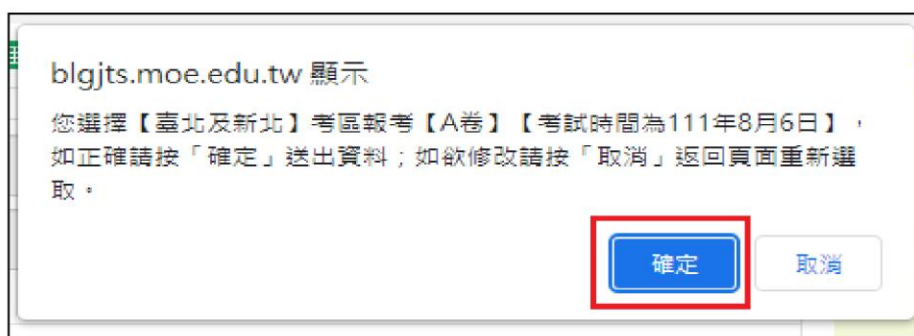 blgjts.moe.edu.tw 顯示
您選擇【臺北及新北】考區報考【A卷】【考試時間為111年8月6日】，
如正確請按「確定」送出資料；如欲修改請按「取消」返回頁面重新選
取。
確定
取消